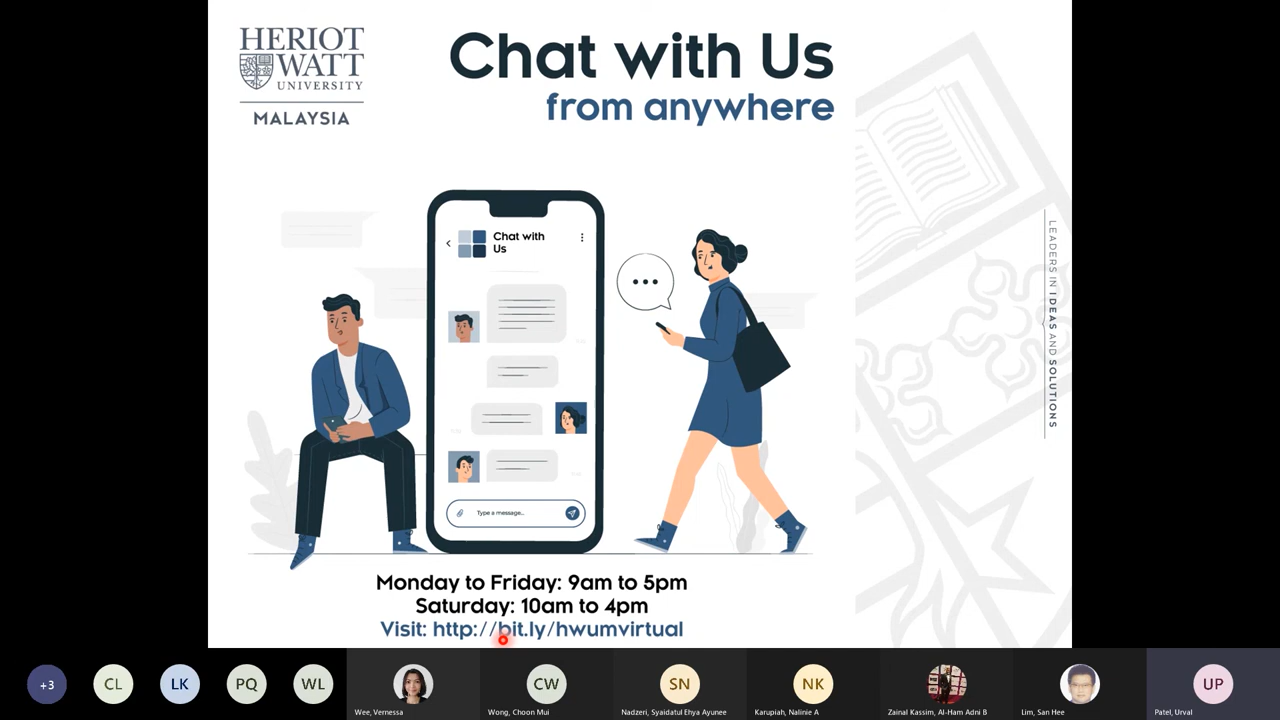 HERIOT
WATT
UNIVERSITY
MALAYSIA
Chat with Us
from anywhere
Chat with
Us
Type a message...
LEADERS IN IDEAS AND SOLUTIONS
Monday to Friday: 9am to 5pm
Saturday: 10am to 4pm
Visit: http://bit.ly/hwumvirtual
+3
CL
LK
PQ
WL
Wee, Vernessa
CW
Wong, Choon Mui
SN
Nadzeri, Syaidatul Ehya Ayunee
NK
Karupiah, Nalinie A
Zainal Kassim, Al-Ham Adni B
Lim, San Hee
UP
Patel, Urval